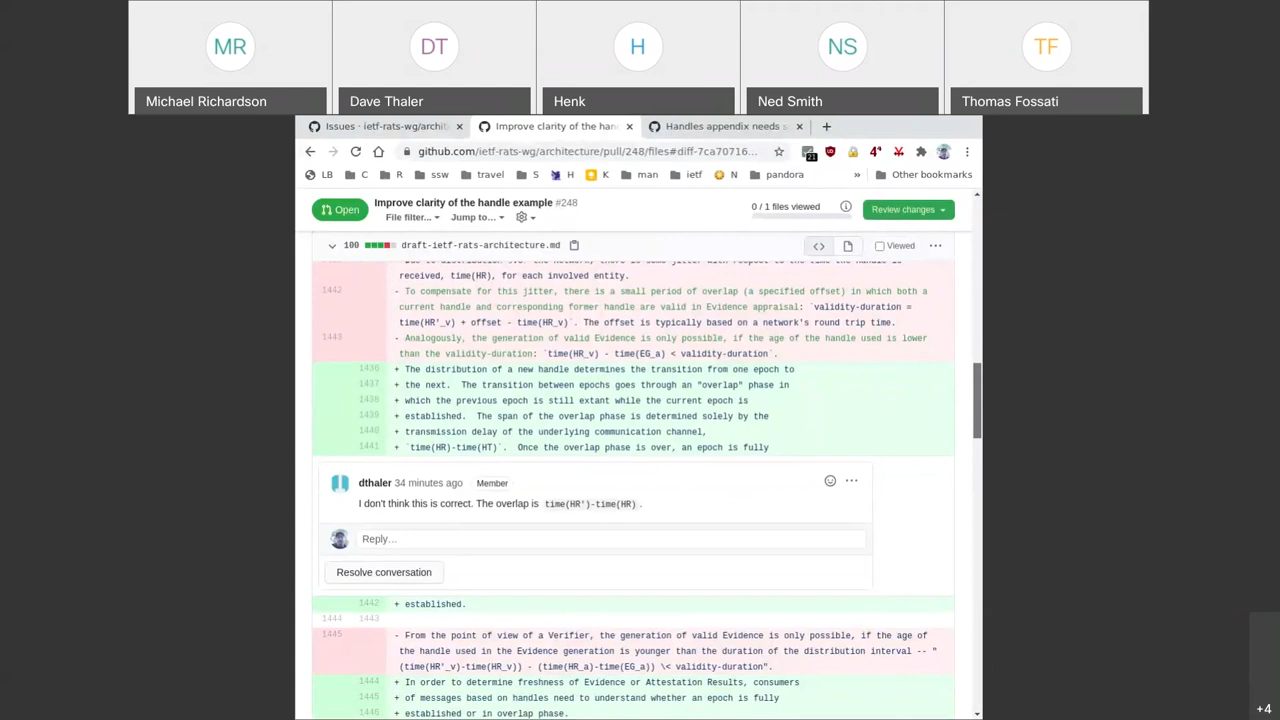 MR DT H NS TF
Michael Richardson Dave Thaler Henk Ned Smith Thomas Fossati
Issues · ietf-rats-wg/archit × Improve clarity of the han × Handles appendix needs × +
github.com/ietf-rats-wg/architecture/pull/248/files#diff-7ca70716... 21 4⁹
LB C R ssw travel S H K man ietf N pandora » Other bookmarks
Open Improve clarity of the handle example #248
File filter... Jump to...
0 / 1 files viewed Review changes
100 draft-ietf-rats-architecture.md Viewed
received, time(HR), for each involved entity.
1442 - To compensate for this jitter, there is a small period of overlap (a specified offset) in which both a
current handle and corresponding former handle are valid in Evidence appraisal: `validity-duration =
time(HR'_v) + offset - time(HR_v)`. The offset is typically based on a network's round trip time.
1443 - Analogously, the generation of valid Evidence is only possible, if the age of the handle used is lower
than the validity-duration: `time(HR_v) - time(EG_a) < validity-duration`.
1436 + The distribution of a new handle determines the transition from one epoch to
1437 + the next. The transition between epochs goes through an "overlap" phase in
1438 + which the previous epoch is still extant while the current epoch is
1439 + established. The span of the overlap phase is determined solely by the
1440 + transmission delay of the underlying communication channel,
1441 + `time(HR)-time(HT)`. Once the overlap phase is over, an epoch is fully
dthaler 34 minutes ago Member
I don't think this is correct. The overlap is time(HR')-time(HR) .
Reply...
Resolve conversation
1442 + established.
1444 1443
1445 - From the point of view of a Verifier, the generation of valid Evidence is only possible, if the age of
the handle used in the Evidence generation is younger than the duration of the distribution interval -- "
(time(HR'_v)-time(HR_v)) - (time(HR_a)-time(EG_a)) \< validity-duration".
1444 + In order to determine freshness of Evidence or Attestation Results, consumers
1445 + of messages based on handles need to understand whether an epoch is fully
1446 + established or in overlap phase.
+4